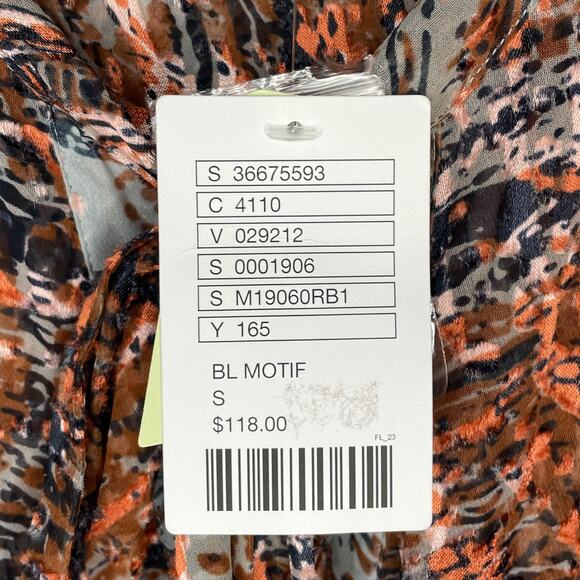 S 36675593
C 4110
V 029212
S 0001906
S M19060RB1
Y 165
BL MOTIF
S
$118.00
FL_23